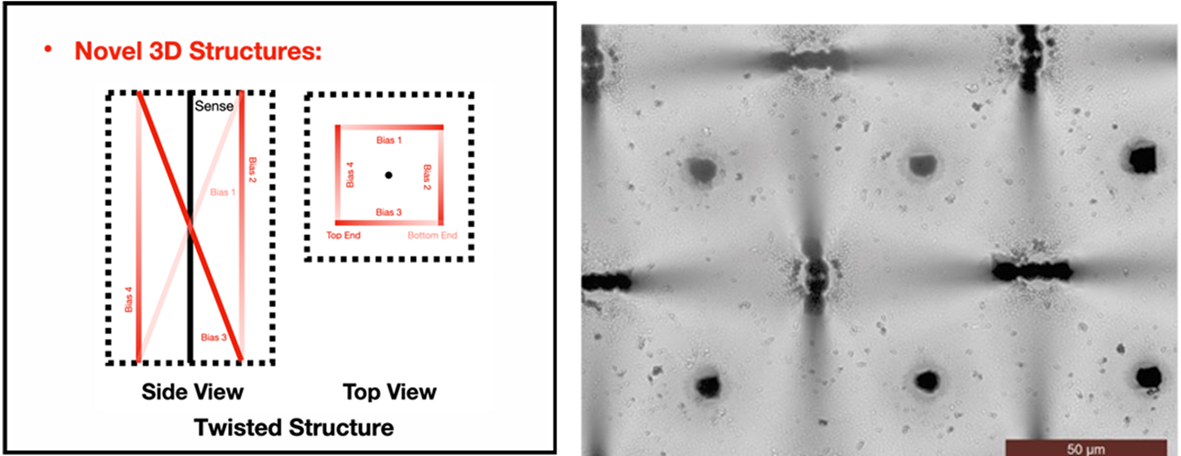 • Novel 3D Structures:
Sense
Bias 2
Bias 1
Bias 4
Bias 3
Side View
Bias 1
Bias 4
Bias 2
Bias 3
Top End
Bottom End
Top View
Twisted Structure
50 µm